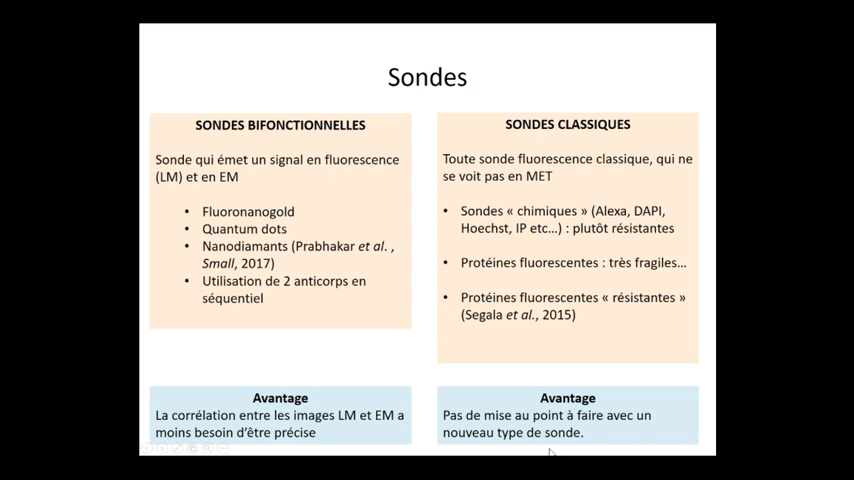 Sondes
SONDES BIFONCTIONNELLES
Sonde qui émet un signal en fluorescence
(LM) et en EM
• Fluoronanogold
• Quantum dots
• Nanodiamants (Prabhakar et al. ,
Small, 2017)
• Utilisation de 2 anticorps en
séquentiel
SONDES CLASSIQUES
Toute sonde fluorescence classique, qui ne
se voit pas en MET
• Sondes « chimiques » (Alexa, DAPI,
Hoechst, IP etc…) : plutôt résistantes
• Protéines fluorescentes : très fragiles…
• Protéines fluorescentes « résistantes »
(Segala et al., 2015)
Avantage
La corrélation entre les images LM et EM a
moins besoin d’être précise
Avantage
Pas de mise au point à faire avec un
nouveau type de sonde.